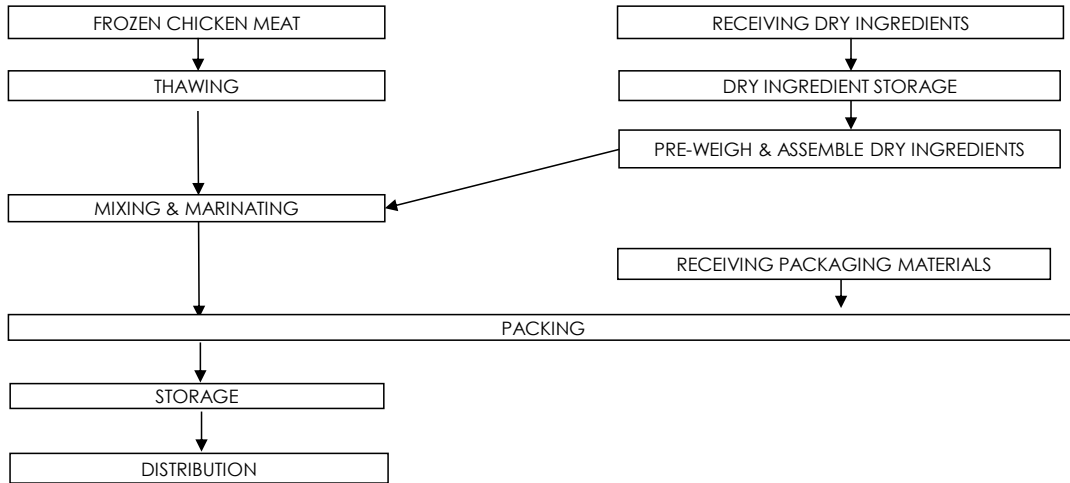 FROZEN CHICKEN MEAT
RECEIVING DRY INGREDIENTS
THAWING
DRY INGREDIENT STORAGE
PRE-WEIGH & ASSEMBLE DRY INGREDIENTS
MIXING & MARINATING
RECEIVING PACKAGING MATERIALS
PACKING
STORAGE
DISTRIBUTION